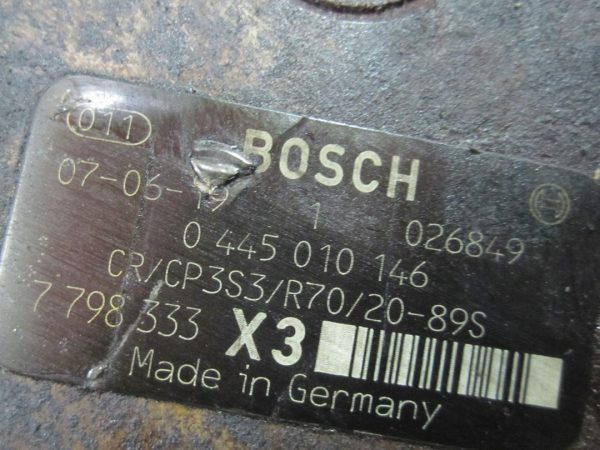 011 BOSCH
07-06-19 1 026849
0 445 010 146
CR/CP3S3/R70/20-89S
7 798 333 X3
Made in Germany